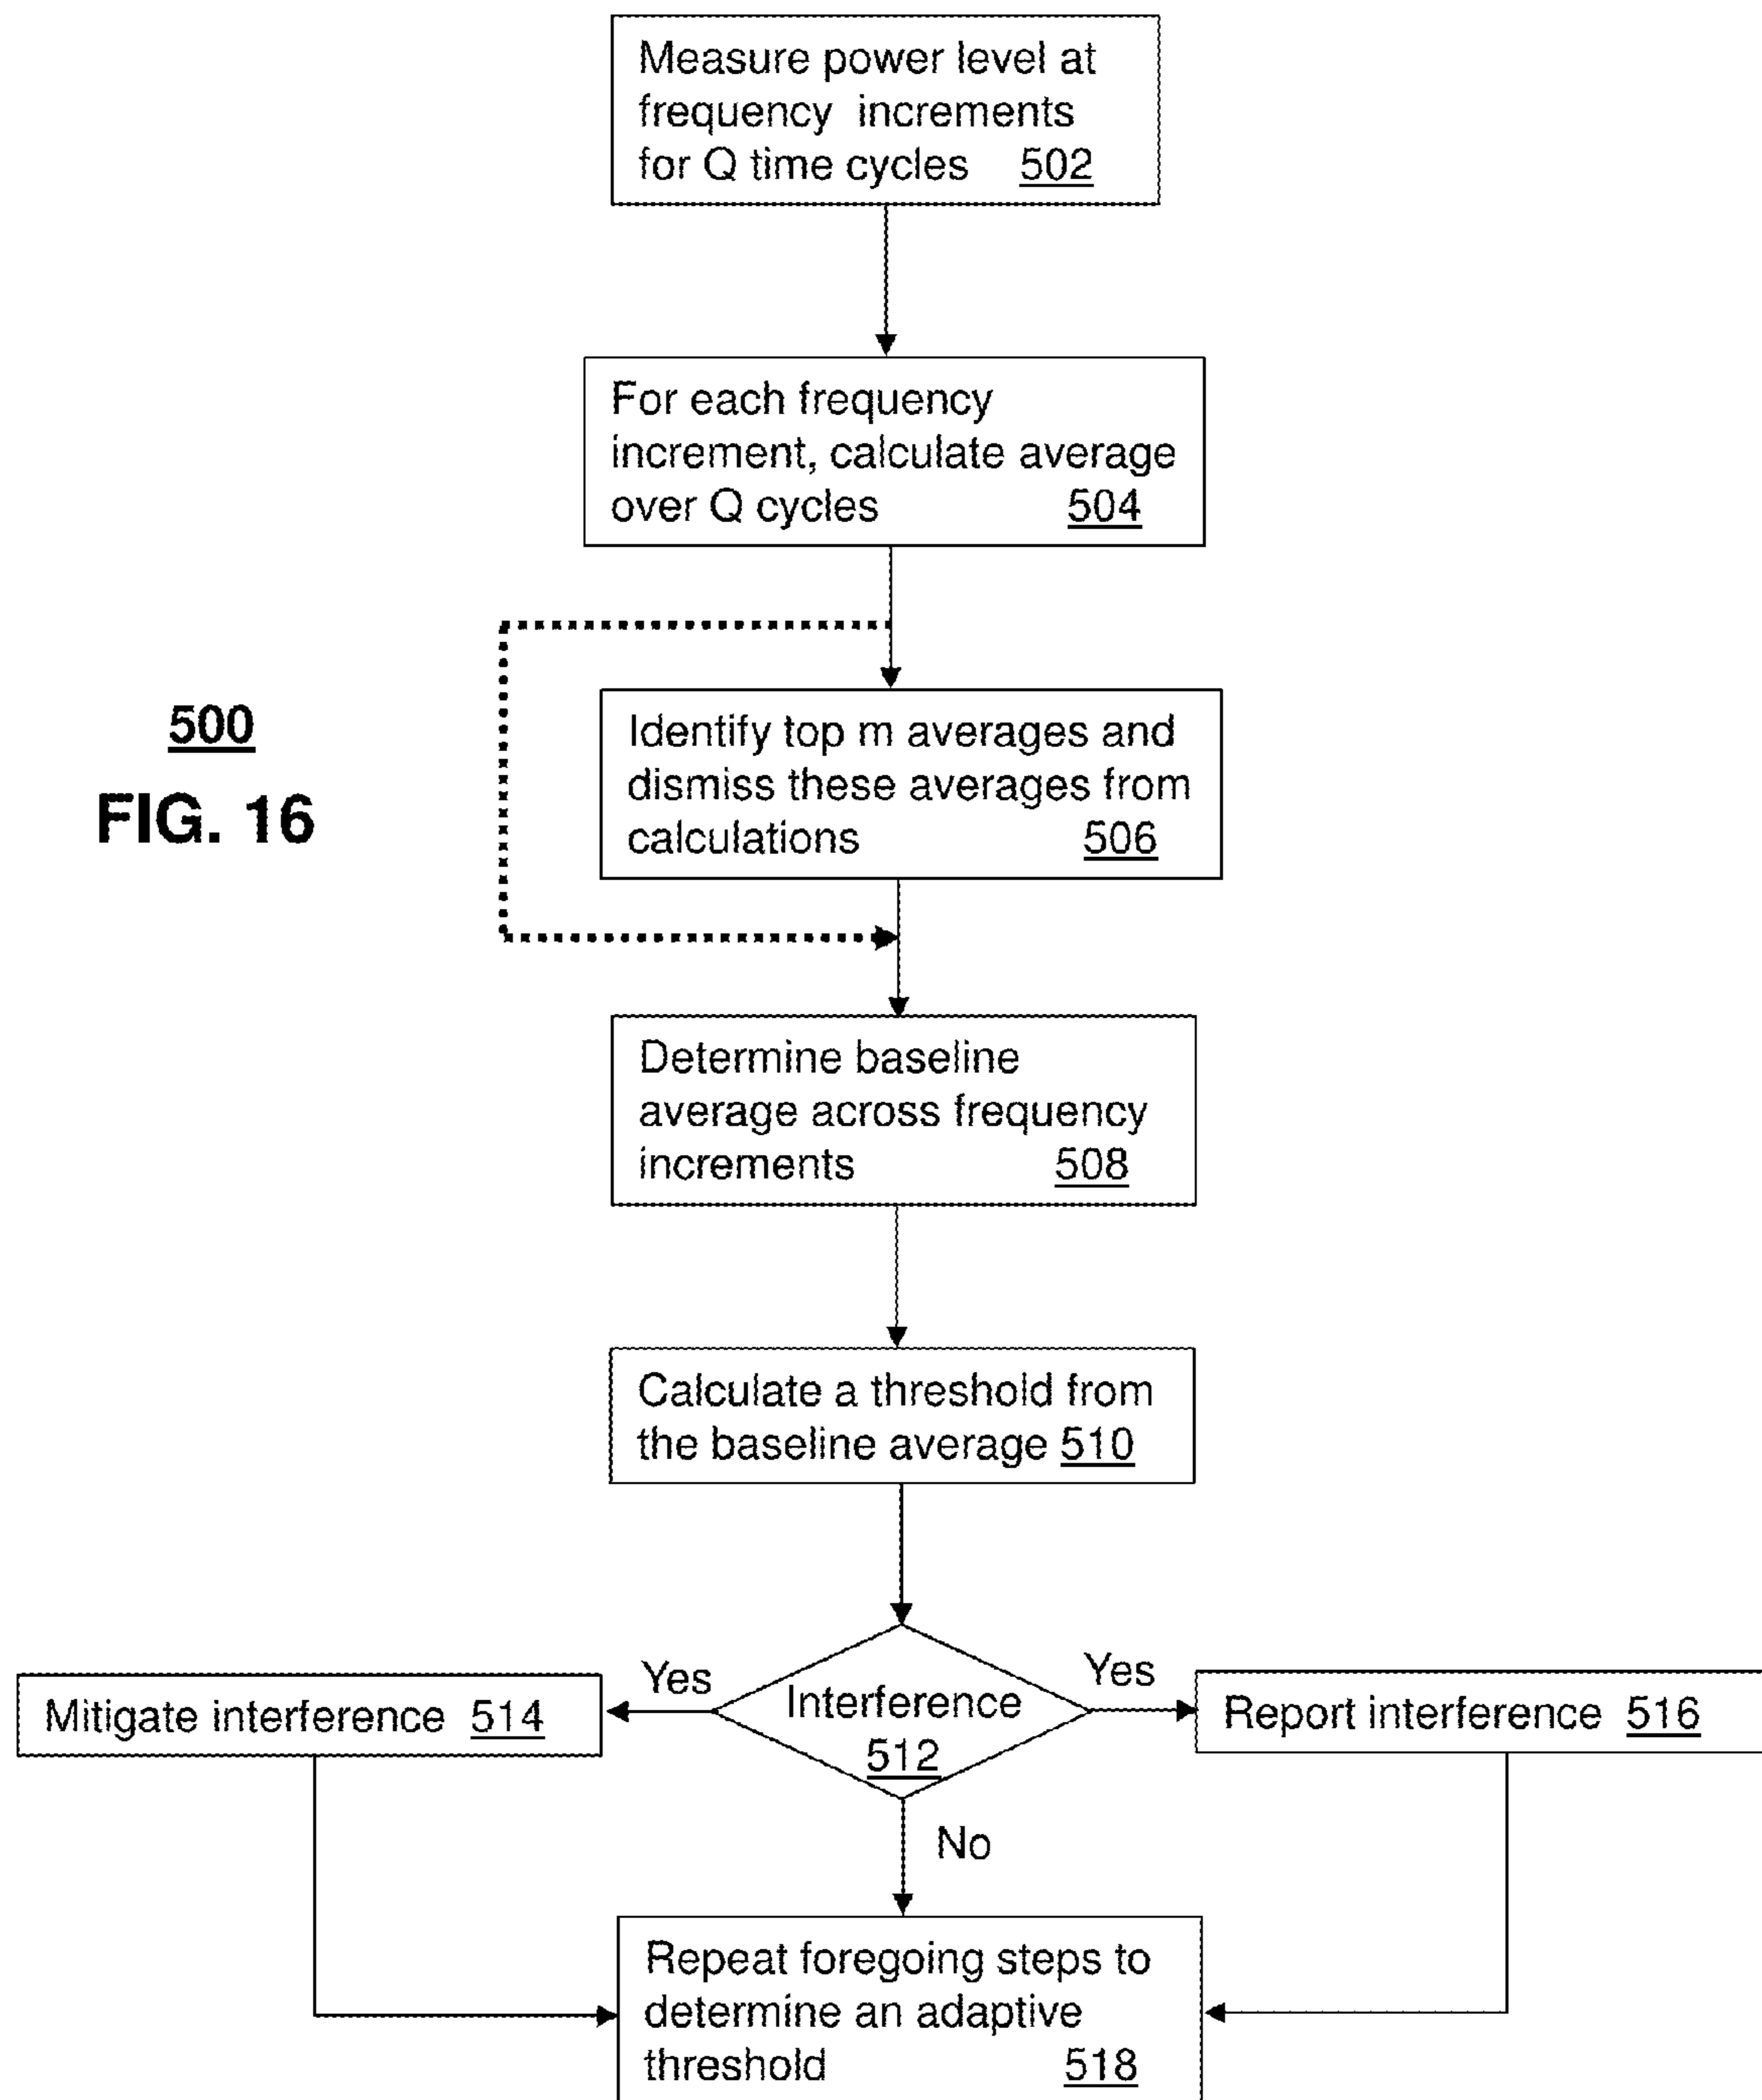 Measure power level at
frequency increments
for Q time cycles 502
For each frequency
increment, calculate average
over Q cycles 504
500
FIG. 16
Identify top m averages and
dismiss these averages from
calculations 506
Determine baseline
average across frequency
increments 508
Calculate a threshold from
the baseline average 510
Yes
Yes
Mitigate interference 514
Interference
512
Report interference 516
No
Repeat foregoing steps to
determine an adaptive
threshold 518